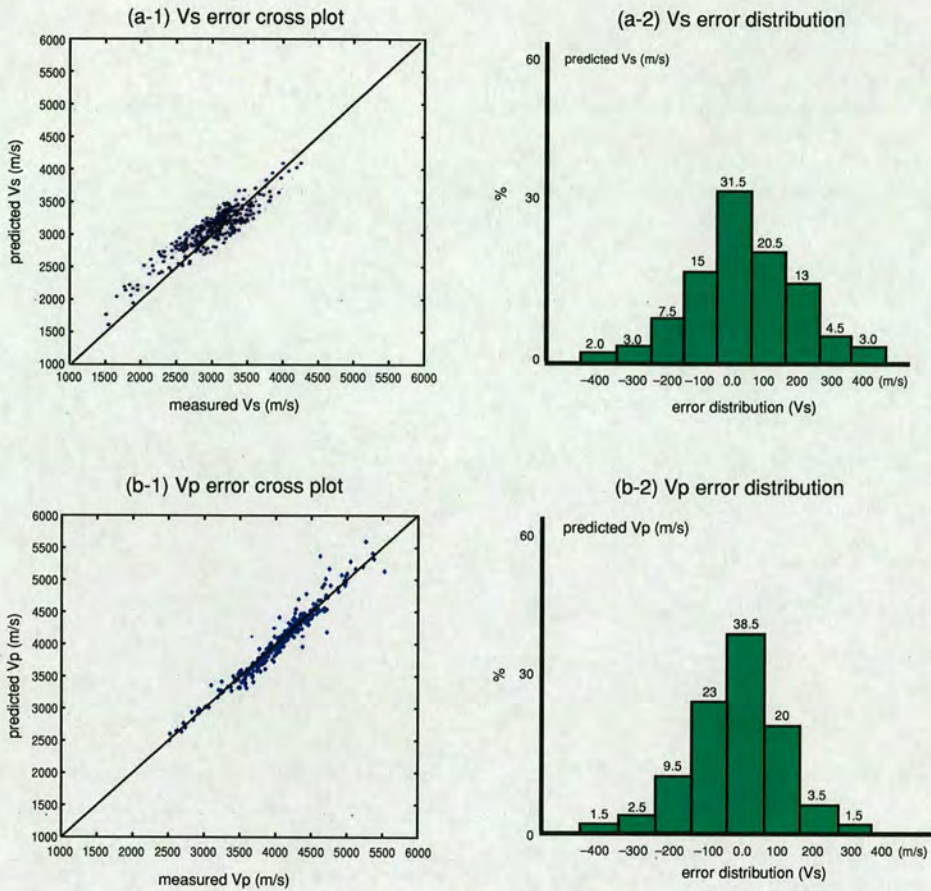 (a-1) Vs error cross plot
6000
5500
5000
4500
4000
3500
3000
2500
2000
1500
1000
predicted Vs (m/s)
1000 1500 2000 2500 3000 3500 4000 4500 5000 5500 6000
measured Vs (m/s)
(a-2) Vs error distribution
predicted Vs (m/s)
60
30
0
%
2.0 3.0 7.5 15 31.5 20.5 13 4.5 3.0
−400 −300 −200 −100 0.0 100 200 300 400 (m/s)
error distribution (Vs)
(b-1) Vp error cross plot
6000
5500
5000
4500
4000
3500
3000
2500
2000
1500
1000
predicted Vp (m/s)
1000 1500 2000 2500 3000 3500 4000 4500 5000 5500 6000
measured Vp (m/s)
(b-2) Vp error distribution
predicted Vp (m/s)
60
30
0
%
1.5 2.5 9.5 23 38.5 20 3.5 1.5
−400 −300 −200 −100 0.0 100 200 300 400 (m/s)
error distribution (Vs)